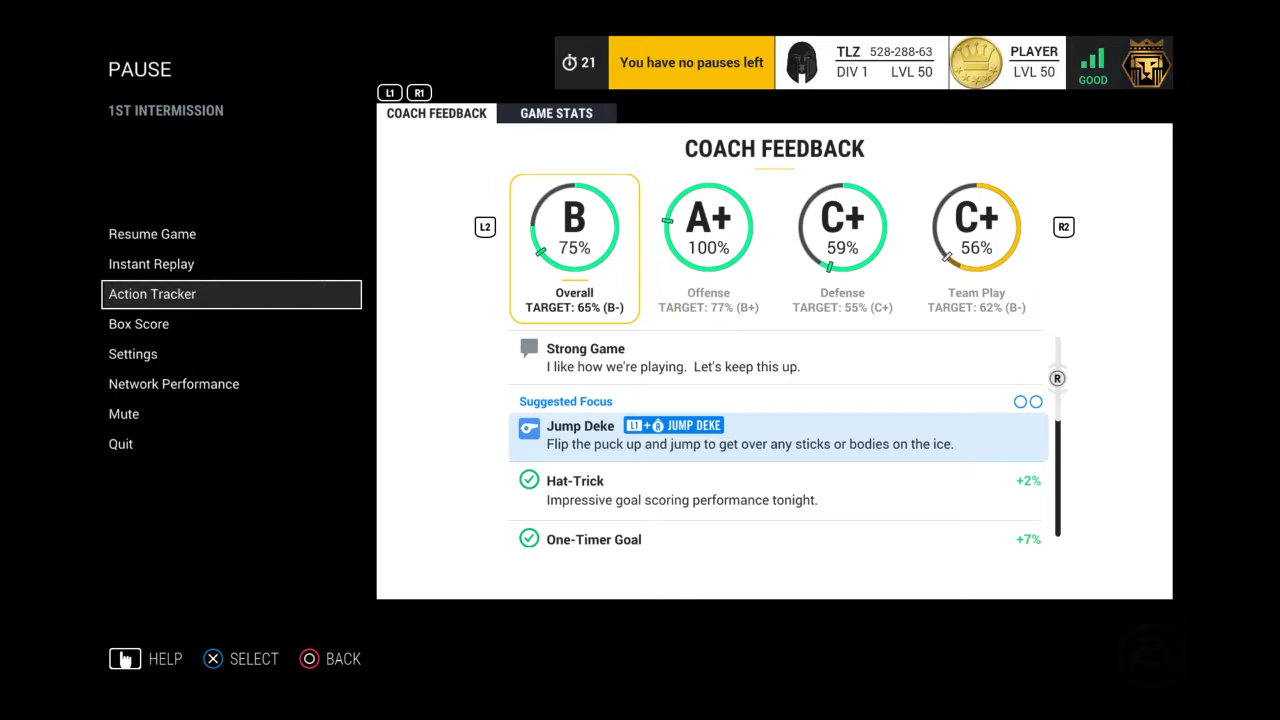 PAUSE
1ST INTERMISSION
21
You have no pauses left
TLZ 528-288-63
DIV 1 LVL 50
PLAYER
LVL 50
GOOD
L1 R1
COACH FEEDBACK
GAME STATS
Resume Game
Instant Replay
Action Tracker
Box Score
Settings
Network Performance
Mute
Quit
COACH FEEDBACK
L2
B
75%
Overall
TARGET: 65% (B-)
A+
100%
Offense
TARGET: 77% (B+)
C+
59%
Defense
TARGET: 55% (C+)
C+
56%
Team Play
TARGET: 62% (B-)
R2
Strong Game
I like how we're playing. Let's keep this up.
R
Suggested Focus
Jump Deke L1 + R JUMP DEKE
Flip the puck up and jump to get over any sticks or bodies on the ice.
Hat-Trick +2%
Impressive goal scoring performance tonight.
One-Timer Goal +7%
HELP SELECT BACK